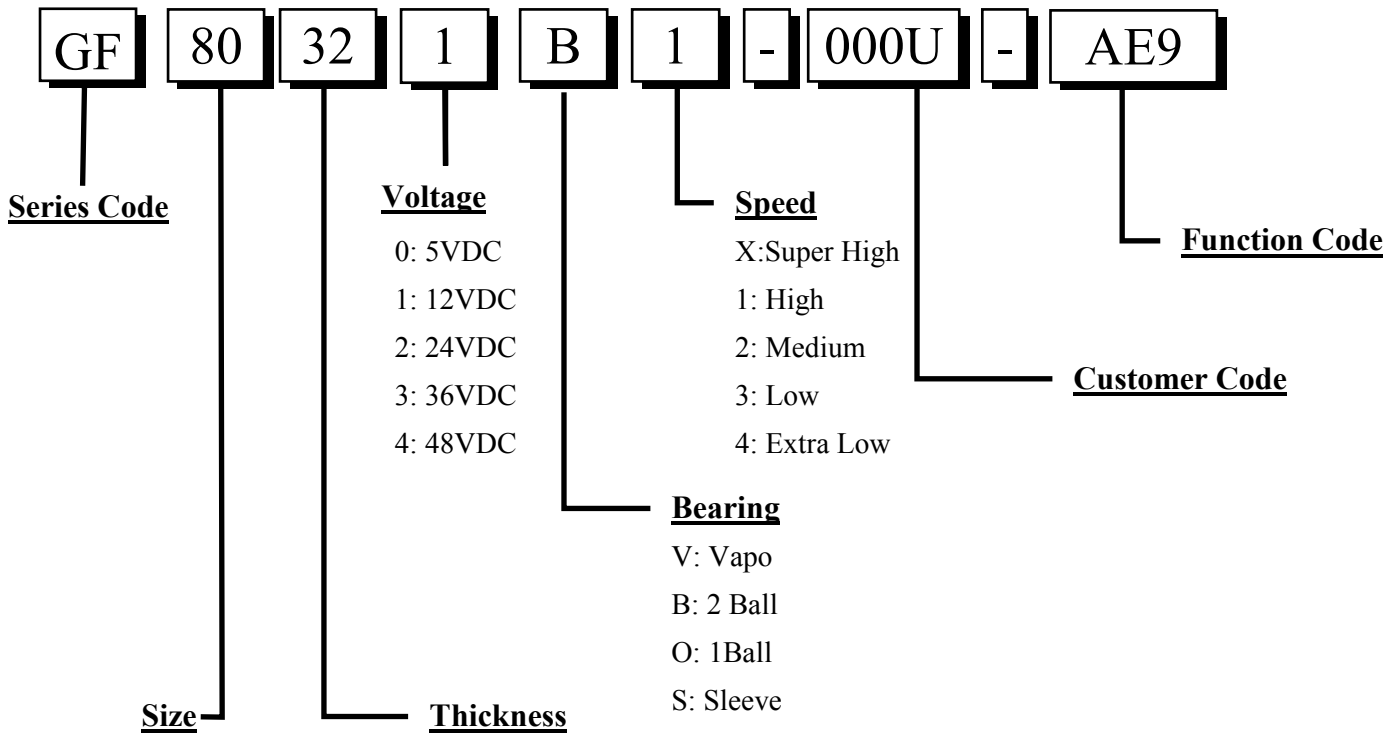 GF 80 32 1 B 1 - 000U - AE9
Series Code
Voltage
0: 5VDC
1: 12VDC
2: 24VDC
3: 36VDC
4: 48VDC
Speed
X:Super High
1: High
2: Medium
3: Low
4: Extra Low
Function Code
Customer Code
Bearing
V: Vapo
B: 2 Ball
O: 1Ball
S: Sleeve
Size
Thickness